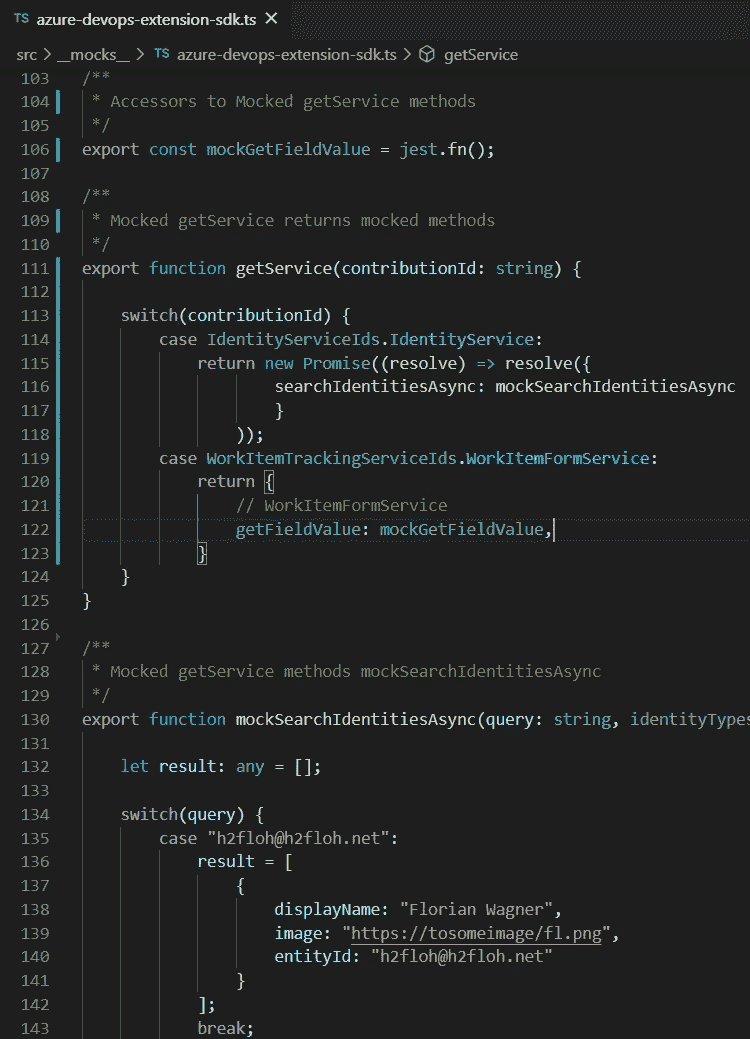 TS azure-devops-extension-sdk.ts ×
src > __mocks__ > TS azure-devops-extension-sdk.ts > getService
103 /**
104  * Accessors to Mocked getService methods
105  */
106 export const mockGetFieldValue = jest.fn();
107
108 /**
109  * Mocked getService returns mocked methods
110  */
111 export function getService(contributionId: string) {
112
113     switch(contributionId) {
114         case IdentityServiceIds.IdentityService:
115             return new Promise((resolve) => resolve({
116                     searchIdentitiesAsync: mockSearchIdentitiesAsync
117                     }
118                 ));
119         case WorkItemTrackingServiceIds.WorkItemFormService:
120             return {
121                 // WorkItemFormService
122                 getFieldValue: mockGetFieldValue,
123             }
124     }
125 }
126
127 /**
128  * Mocked getService methods mockSearchIdentitiesAsync
129  */
130 export function mockSearchIdentitiesAsync(query: string, identityTypes
131
132     let result: any = [];
133
134     switch(query) {
135         case "h2floh@h2floh.net":
136             result = [
137                 {
138                     displayName: "Florian Wagner",
139                     image: "https://tosomeimage/fl.png",
140                     entityId: "h2floh@h2floh.net"
141                 }
142             ];
143             break;